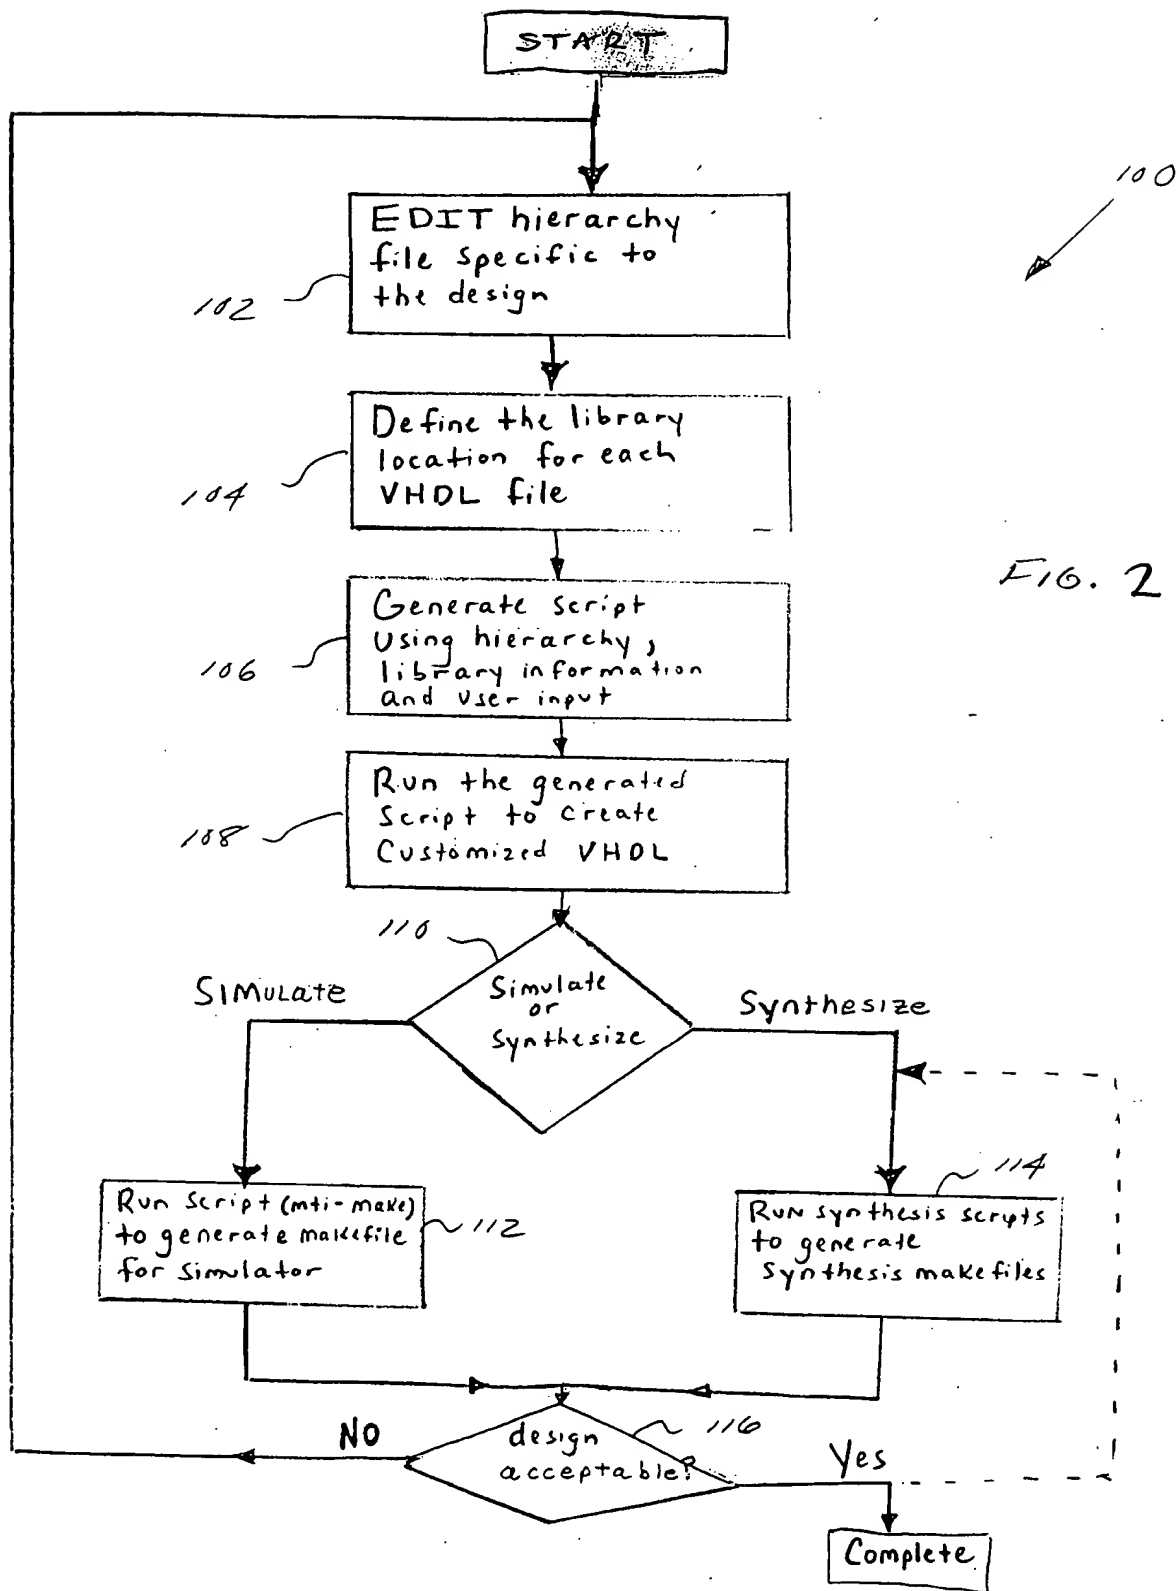 START
100
EDIT hierarchy
file specific to
the design
102
Define the library
location for each
VHDL file
104
FIG. 2
Generate script
using hierarchy,
library information
and user input
106
Run the generated
script to create
customized VHDL
108
110
SIMULATE
Simulate
or
synthesize
Synthesize
Run script (mti-make)
to generate makefile
for simulator
112
114
RUN synthesis scripts
to generate
synthesis makefiles
NO
design
acceptable?
116
Yes
Complete